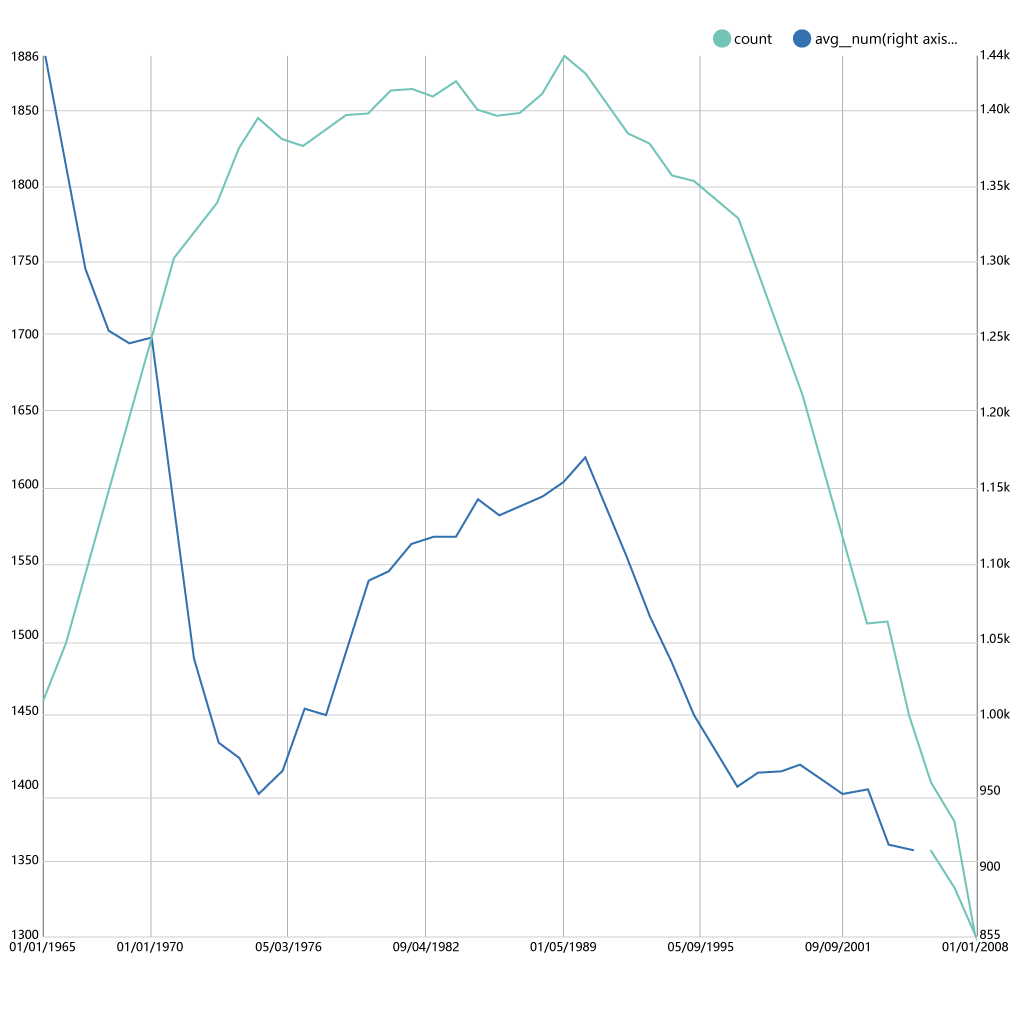 count avg__num(right axis...
1886 1.44k
1850 1.40k
1800 1.35k
1750 1.30k
1700 1.25k
1650 1.20k
1600 1.15k
1550 1.10k
1500 1.05k
1450 1.00k
1400 950
1350 900
1300 855
01/01/1965 01/01/1970 05/03/1976 09/04/1982 01/05/1989 05/09/1995 09/09/2001 01/01/2008